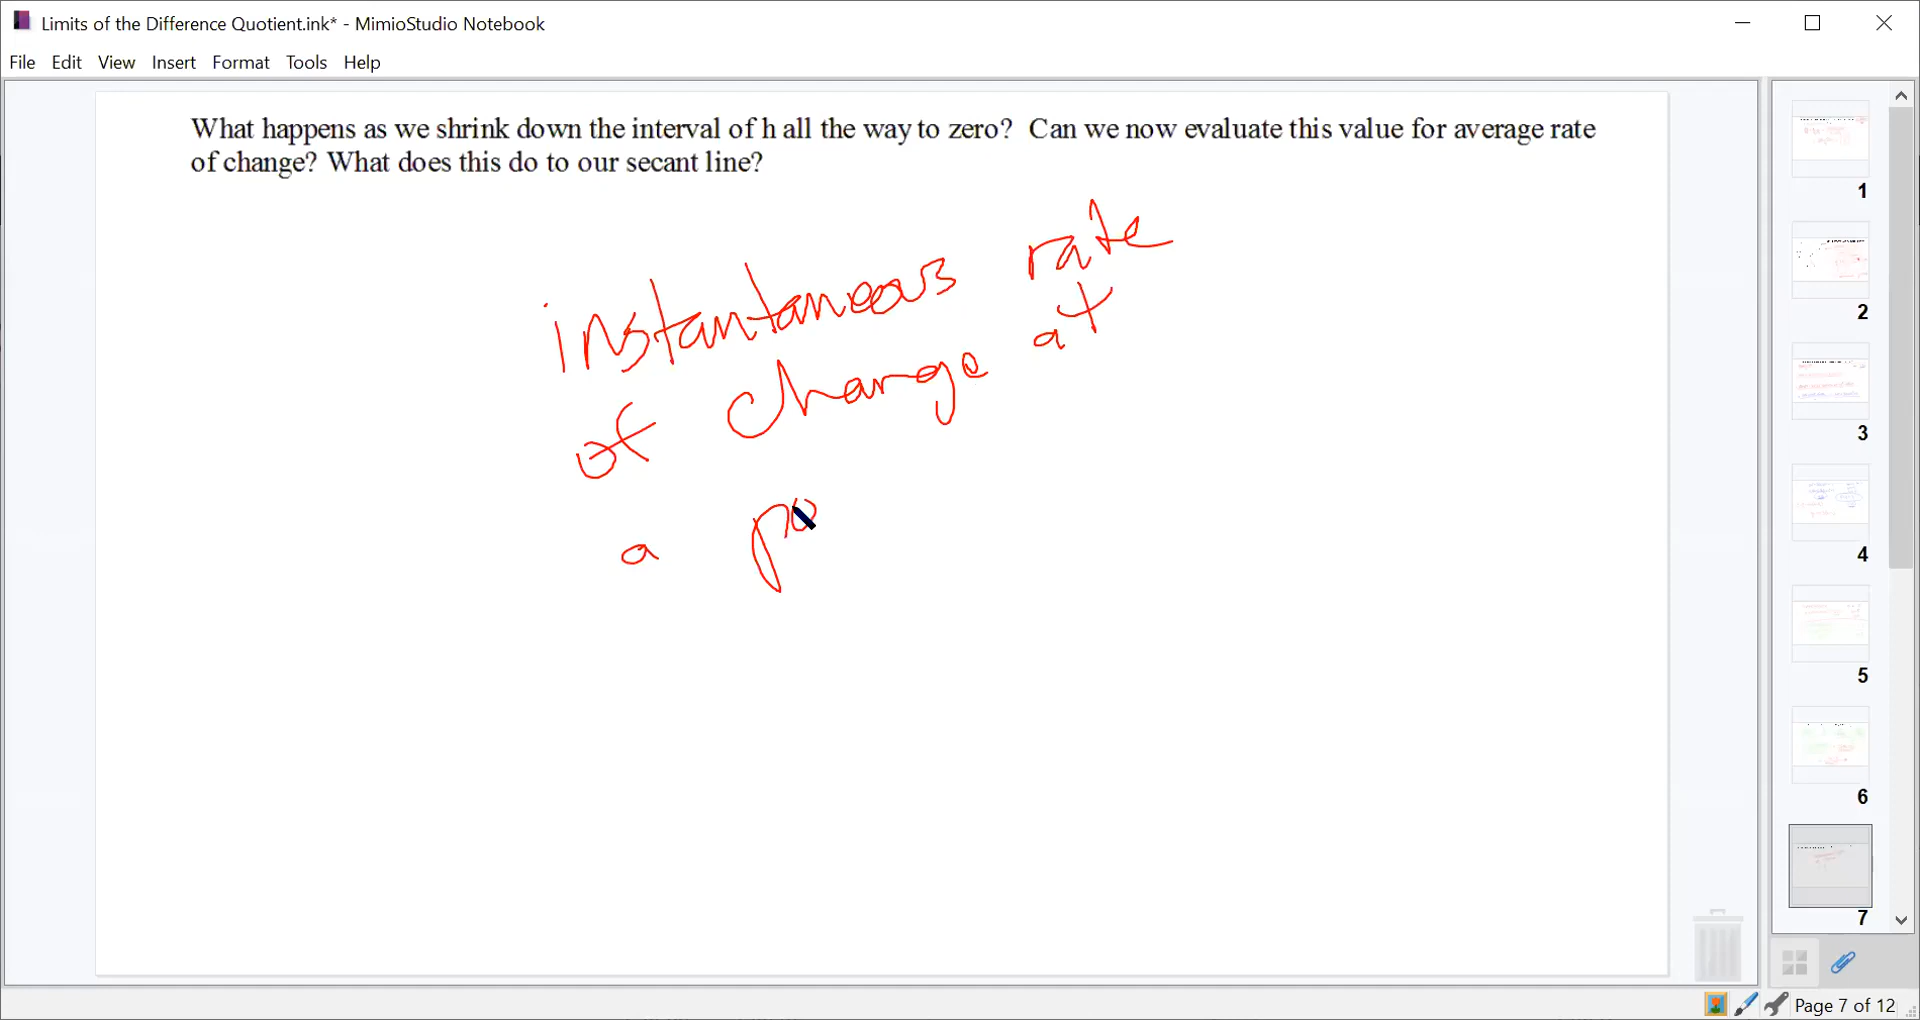 Limits of the Difference Quotient.ink* - MimioStudio Notebook
File Edit View Insert Format Tools Help
What happens as we shrink down the interval of h all the way to zero?  Can we now evaluate this value for average rate
of change? What does this do to our secant line?
instantaneous rate
of change at
a po
1
2
3
4
5
6
7
Page 7 of 12